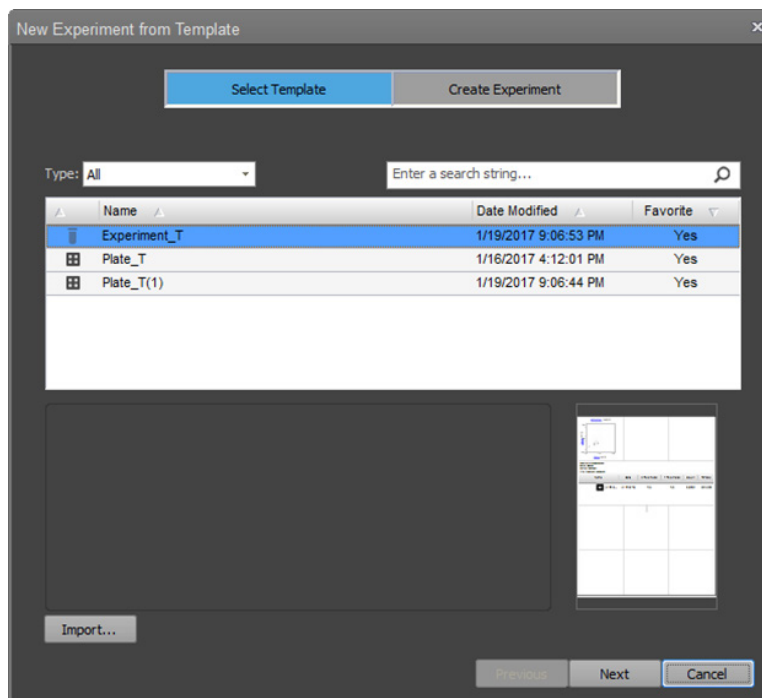 New Experiment from Template
Select Template Create Experiment
Type: All Enter a search string...
Name Date Modified Favorite
Experiment_T 1/19/2017 9:06:53 PM Yes
Plate_T 1/16/2017 4:12:01 PM Yes
Plate_T(1) 1/19/2017 9:06:44 PM Yes
Import...
Previous Next Cancel